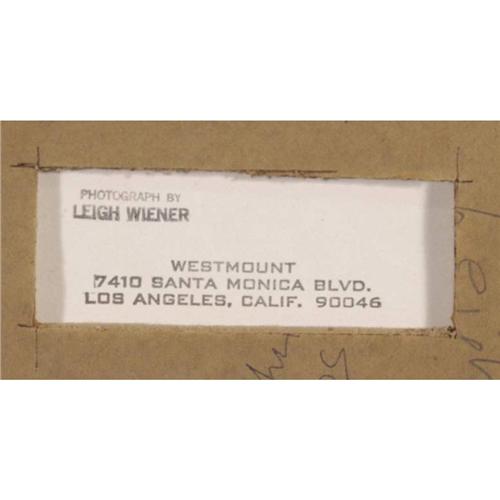 PHOTOGRAPH BY
LEIGH WIENER
WESTMOUNT
7410 SANTA MONICA BLVD.
LOS ANGELES, CALIF. 90046